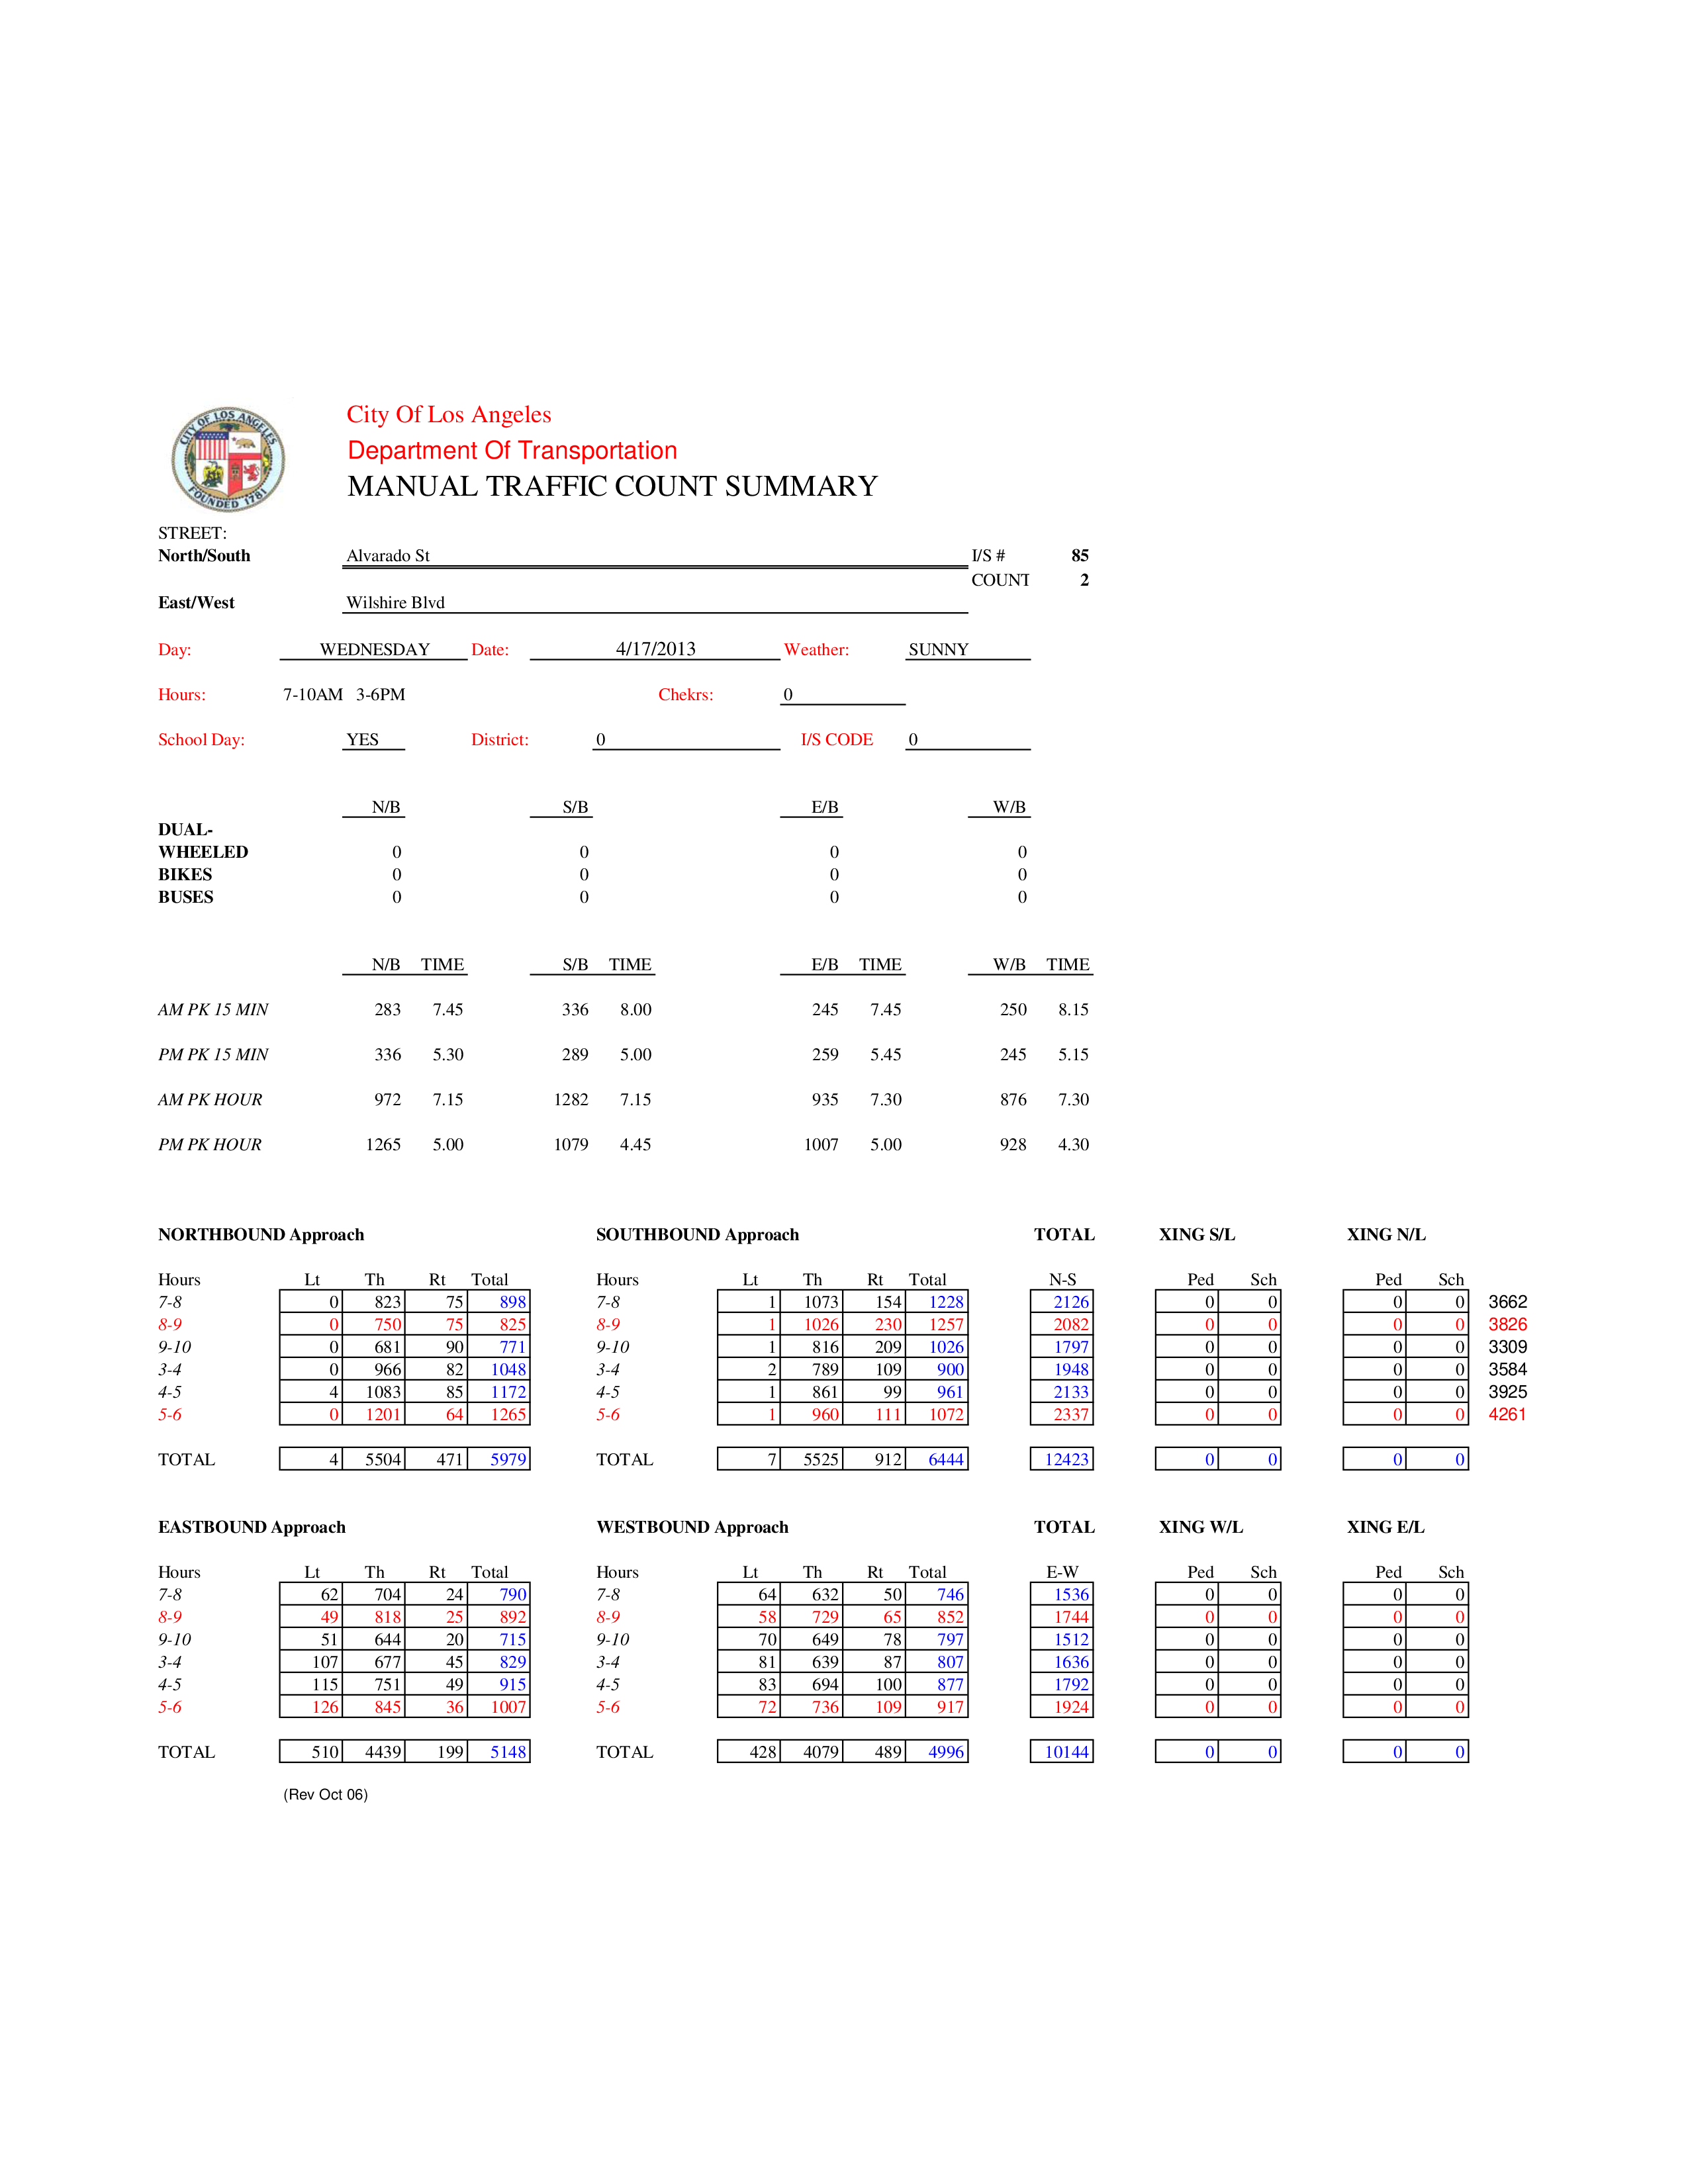 CITY OF LOS ANGELES
FOUNDED 1781
City Of Los Angeles
Department Of Transportation
MANUAL TRAFFIC COUNT SUMMARY
STREET:
North/South Alvarado St I/S # 85
COUNT 2
East/West Wilshire Blvd
Day: WEDNESDAY Date: 4/17/2013 Weather: SUNNY
Hours: 7-10AM 3-6PM Chekrs: 0
School Day: YES District: 0 I/S CODE 0
N/B S/B E/B W/B
DUAL-
WHEELED 0 0 0 0
BIKES 0 0 0 0
BUSES 0 0 0 0
N/B TIME S/B TIME E/B TIME W/B TIME
AM PK 15 MIN 283 7.45 336 8.00 245 7.45 250 8.15
PM PK 15 MIN 336 5.30 289 5.00 259 5.45 245 5.15
AM PK HOUR 972 7.15 1282 7.15 935 7.30 876 7.30
PM PK HOUR 1265 5.00 1079 4.45 1007 5.00 928 4.30
NORTHBOUND Approach SOUTHBOUND Approach TOTAL XING S/L XING N/L
Hours Lt Th Rt Total Hours Lt Th Rt Total N-S Ped Sch Ped Sch
7-8 0 823 75 898 7-8 1 1073 154 1228 2126 0 0 0 0 3662
8-9 0 750 75 825 8-9 1 1026 230 1257 2082 0 0 0 0 3826
9-10 0 681 90 771 9-10 1 816 209 1026 1797 0 0 0 0 3309
3-4 0 966 82 1048 3-4 2 789 109 900 1948 0 0 0 0 3584
4-5 4 1083 85 1172 4-5 1 861 99 961 2133 0 0 0 0 3925
5-6 0 1201 64 1265 5-6 1 960 111 1072 2337 0 0 0 0 4261
TOTAL 4 5504 471 5979 TOTAL 7 5525 912 6444 12423 0 0 0 0
EASTBOUND Approach WESTBOUND Approach TOTAL XING W/L XING E/L
Hours Lt Th Rt Total Hours Lt Th Rt Total E-W Ped Sch Ped Sch
7-8 62 704 24 790 7-8 64 632 50 746 1536 0 0 0 0
8-9 49 818 25 892 8-9 58 729 65 852 1744 0 0 0 0
9-10 51 644 20 715 9-10 70 649 78 797 1512 0 0 0 0
3-4 107 677 45 829 3-4 81 639 87 807 1636 0 0 0 0
4-5 115 751 49 915 4-5 83 694 100 877 1792 0 0 0 0
5-6 126 845 36 1007 5-6 72 736 109 917 1924 0 0 0 0
TOTAL 510 4439 199 5148 TOTAL 428 4079 489 4996 10144 0 0 0 0
(Rev Oct 06)